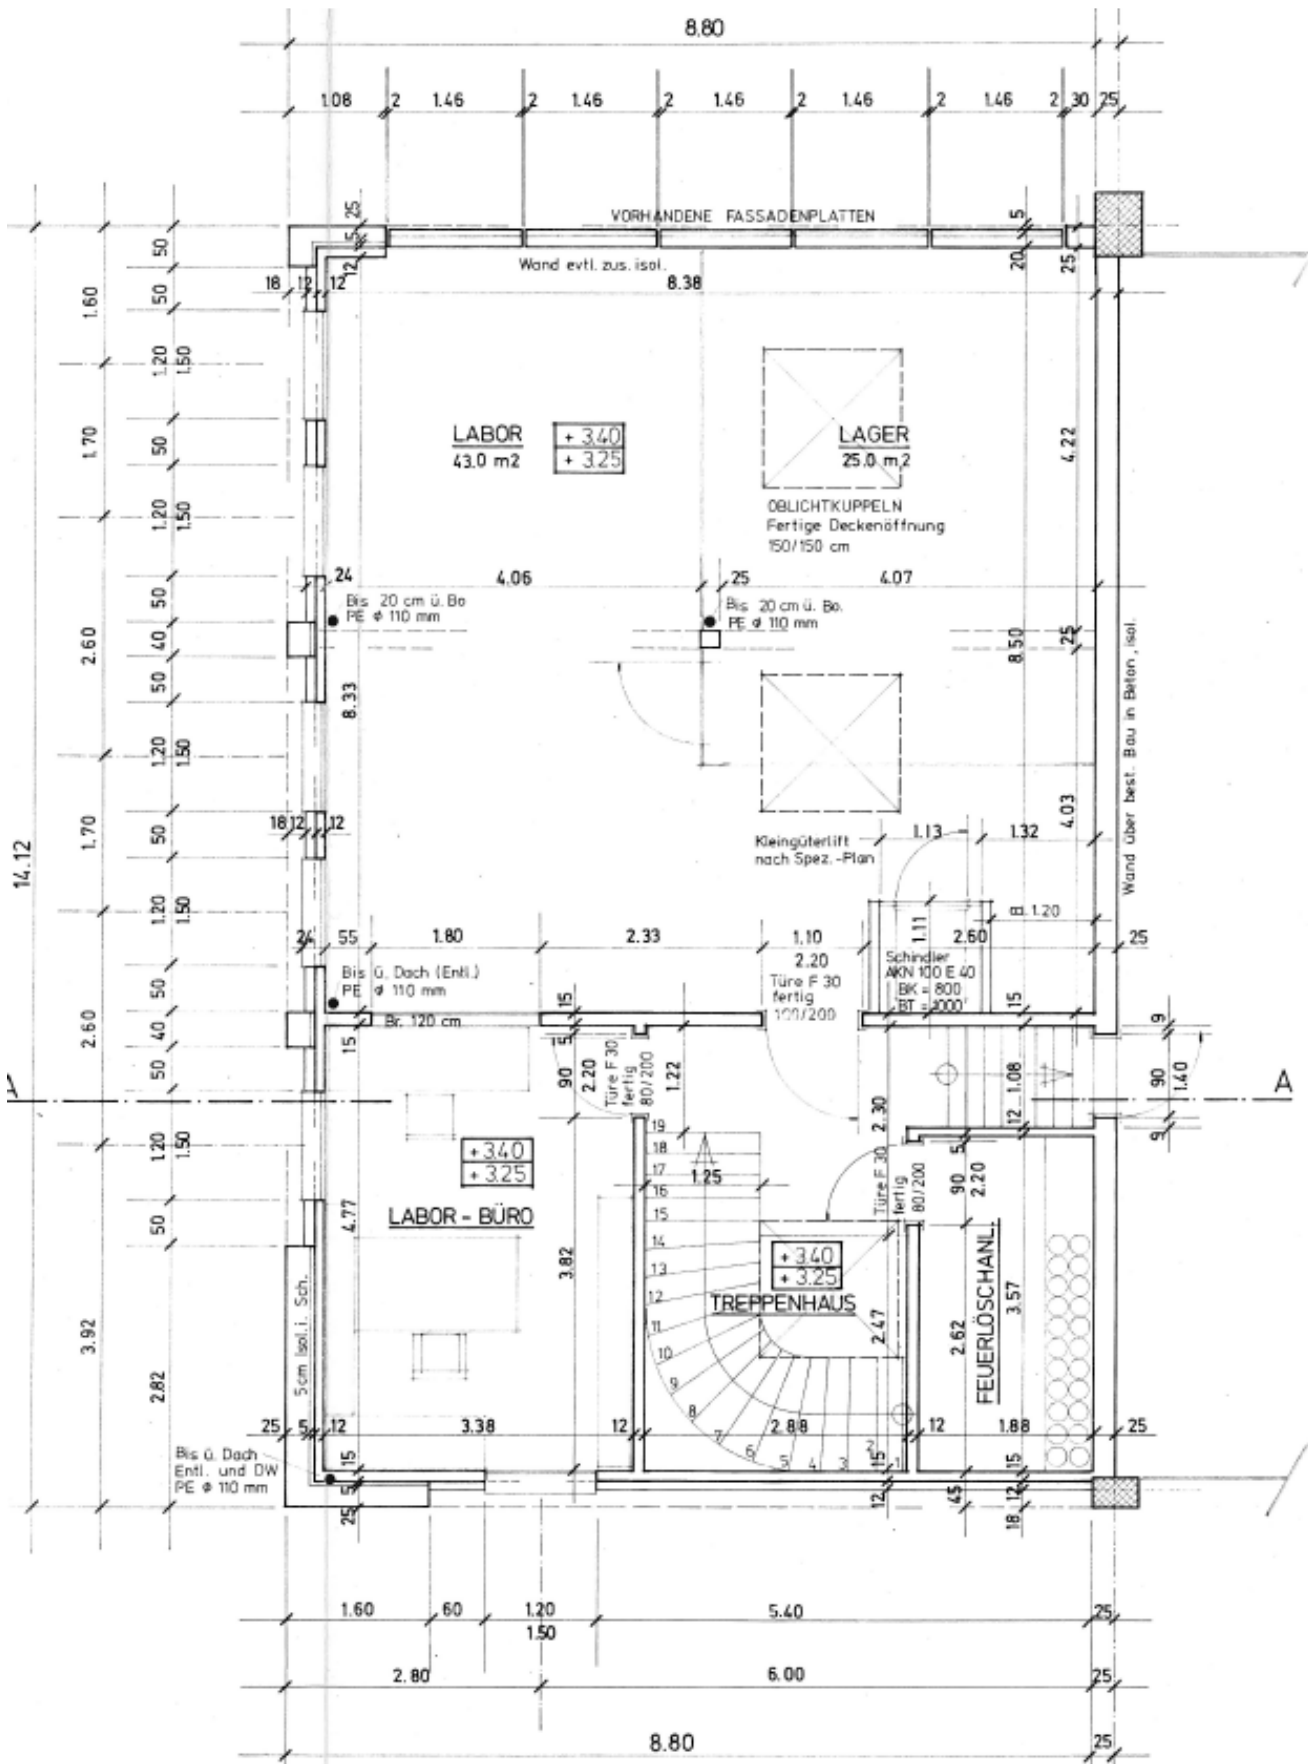 8.80
1.08 2 1.46 2 1.46 2 1.46 2 1.46 2 1.46 2 30 25
VORHANDENE FASSADENPLATTEN
Wand evtl. zus. isol.
25
5
12
5
20
25
18 12 12
8.38
50
50
1.60
1.20
1.50
LABOR
43.0 m2
+ 3.40
+ 3.25
LAGER
25.0 m2
4.22
1.70
50
OBLICHTKUPPELN
Fertige Deckenöffnung
150/150 cm
1.20
1.50
24
4.06
25
4.07
50
Bis 20 cm ü. Bo
PE ø 110 mm
Bis 20 cm ü. Bo.
PE ø 110 mm
2.60
40
50
8.33
8.50
25
Wand über best. Bau in Beton, isol.
1.20
1.50
14.12
1.70
18 12 12
50
Kleingüterlift
nach Spez.-Plan
1.13
1.32
4.03
1.20
1.50
1.11
Bl. 1.20
24 55 1.80 2.33 1.10 2.60 25
2.20
50
Bis ü. Dach (Entl.)
PE ø 110 mm
Türe F 30
fertig
100/200
Schindler
AKN 100 E 40
BK = 800
BT = 1000
15
15
Br. 120 cm
2.60
40
50
15
5
90
2.20
Türe F 30
fertig
80/200
1.22
1.08
12
9
90
1.40
9
A
1.20
1.50
19
18
17
16
15
14
13
12
11
10
9
8
7
6
5
4
3
2
1
1.25
2.30
Türe F 30
fertig
80/200
5
90
2.20
+ 3.40
+ 3.25
LABOR - BÜRO
50
4.77
3.82
+ 3.40
+ 3.25
TREPPENHAUS
2.47
2.62
FEUERLÖSCHANL.
3.57
3.92
2.82
5cm Isol. i. Sch.
25 5 12 3.38 12 2.88 12 1.88 25
Bis ü. Dach
Entl. und DW
PE ø 110 mm
15
5
25
15
15
12
45
15
12
18
1.60 60 1.20 5.40 25
1.50
2.80 6.00 25
8.80 25